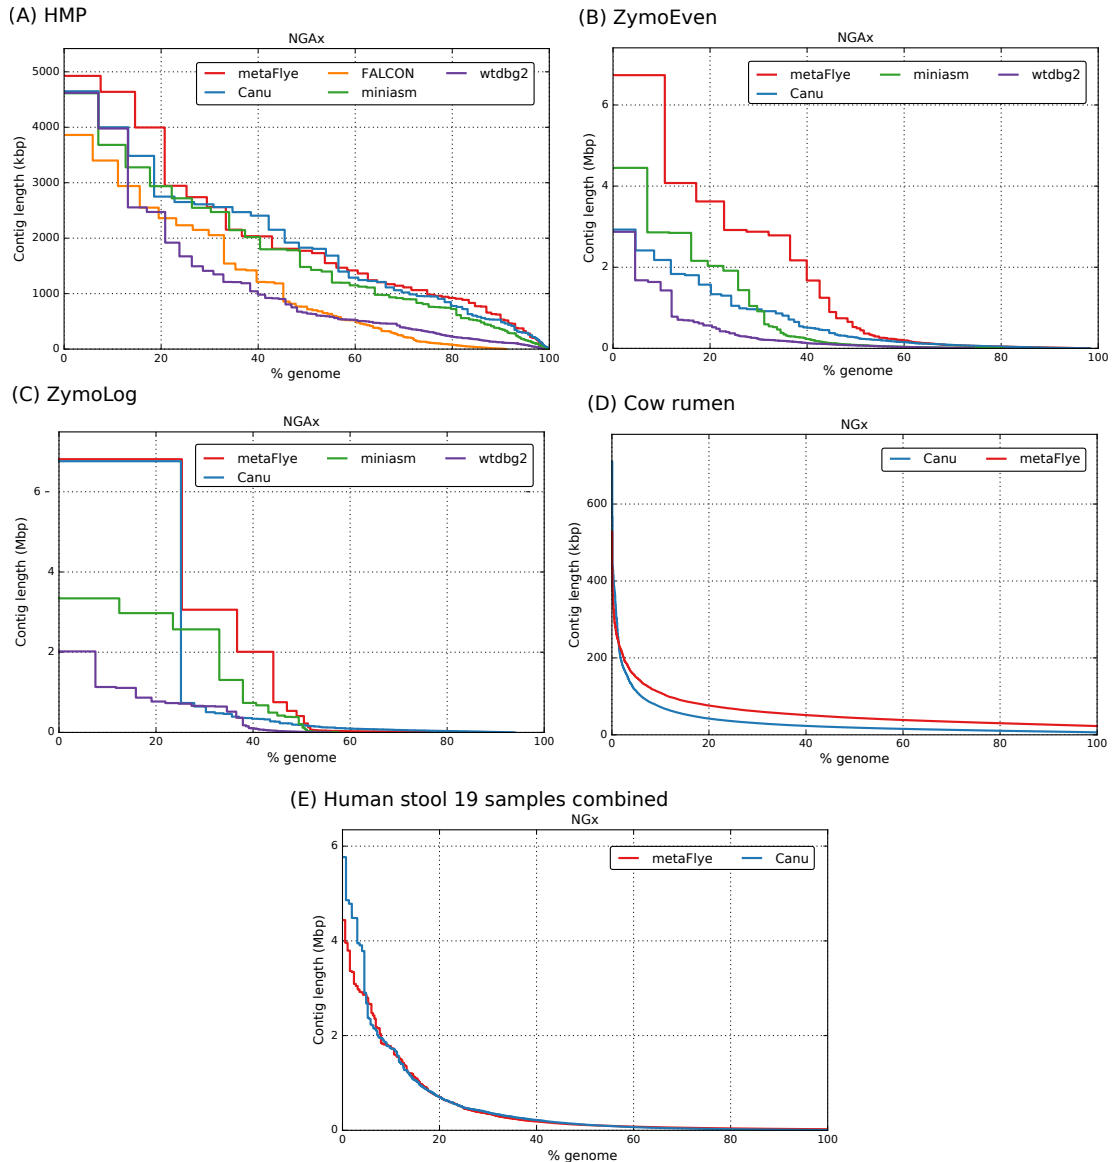 (A) HMP
NGAx
metaFlye FALCON wtdbg2
Canu miniasm
Contig length (kbp)
5000
4000
3000
2000
1000
0
0 20 40 60 80 100
% genome
(B) ZymoEven
NGAx
metaFlye miniasm wtdbg2
Canu
Contig length (Mbp)
6
4
2
0
0 20 40 60 80 100
% genome
(C) ZymoLog
NGAx
metaFlye miniasm wtdbg2
Canu
Contig length (Mbp)
6
4
2
0
0 20 40 60 80 100
% genome
(D) Cow rumen
NGx
Canu metaFlye
Contig length (kbp)
600
400
200
0
0 20 40 60 80 100
% genome
(E) Human stool 19 samples combined
NGx
metaFlye Canu
Contig length (Mbp)
6
4
2
0
0 20 40 60 80 100
% genome